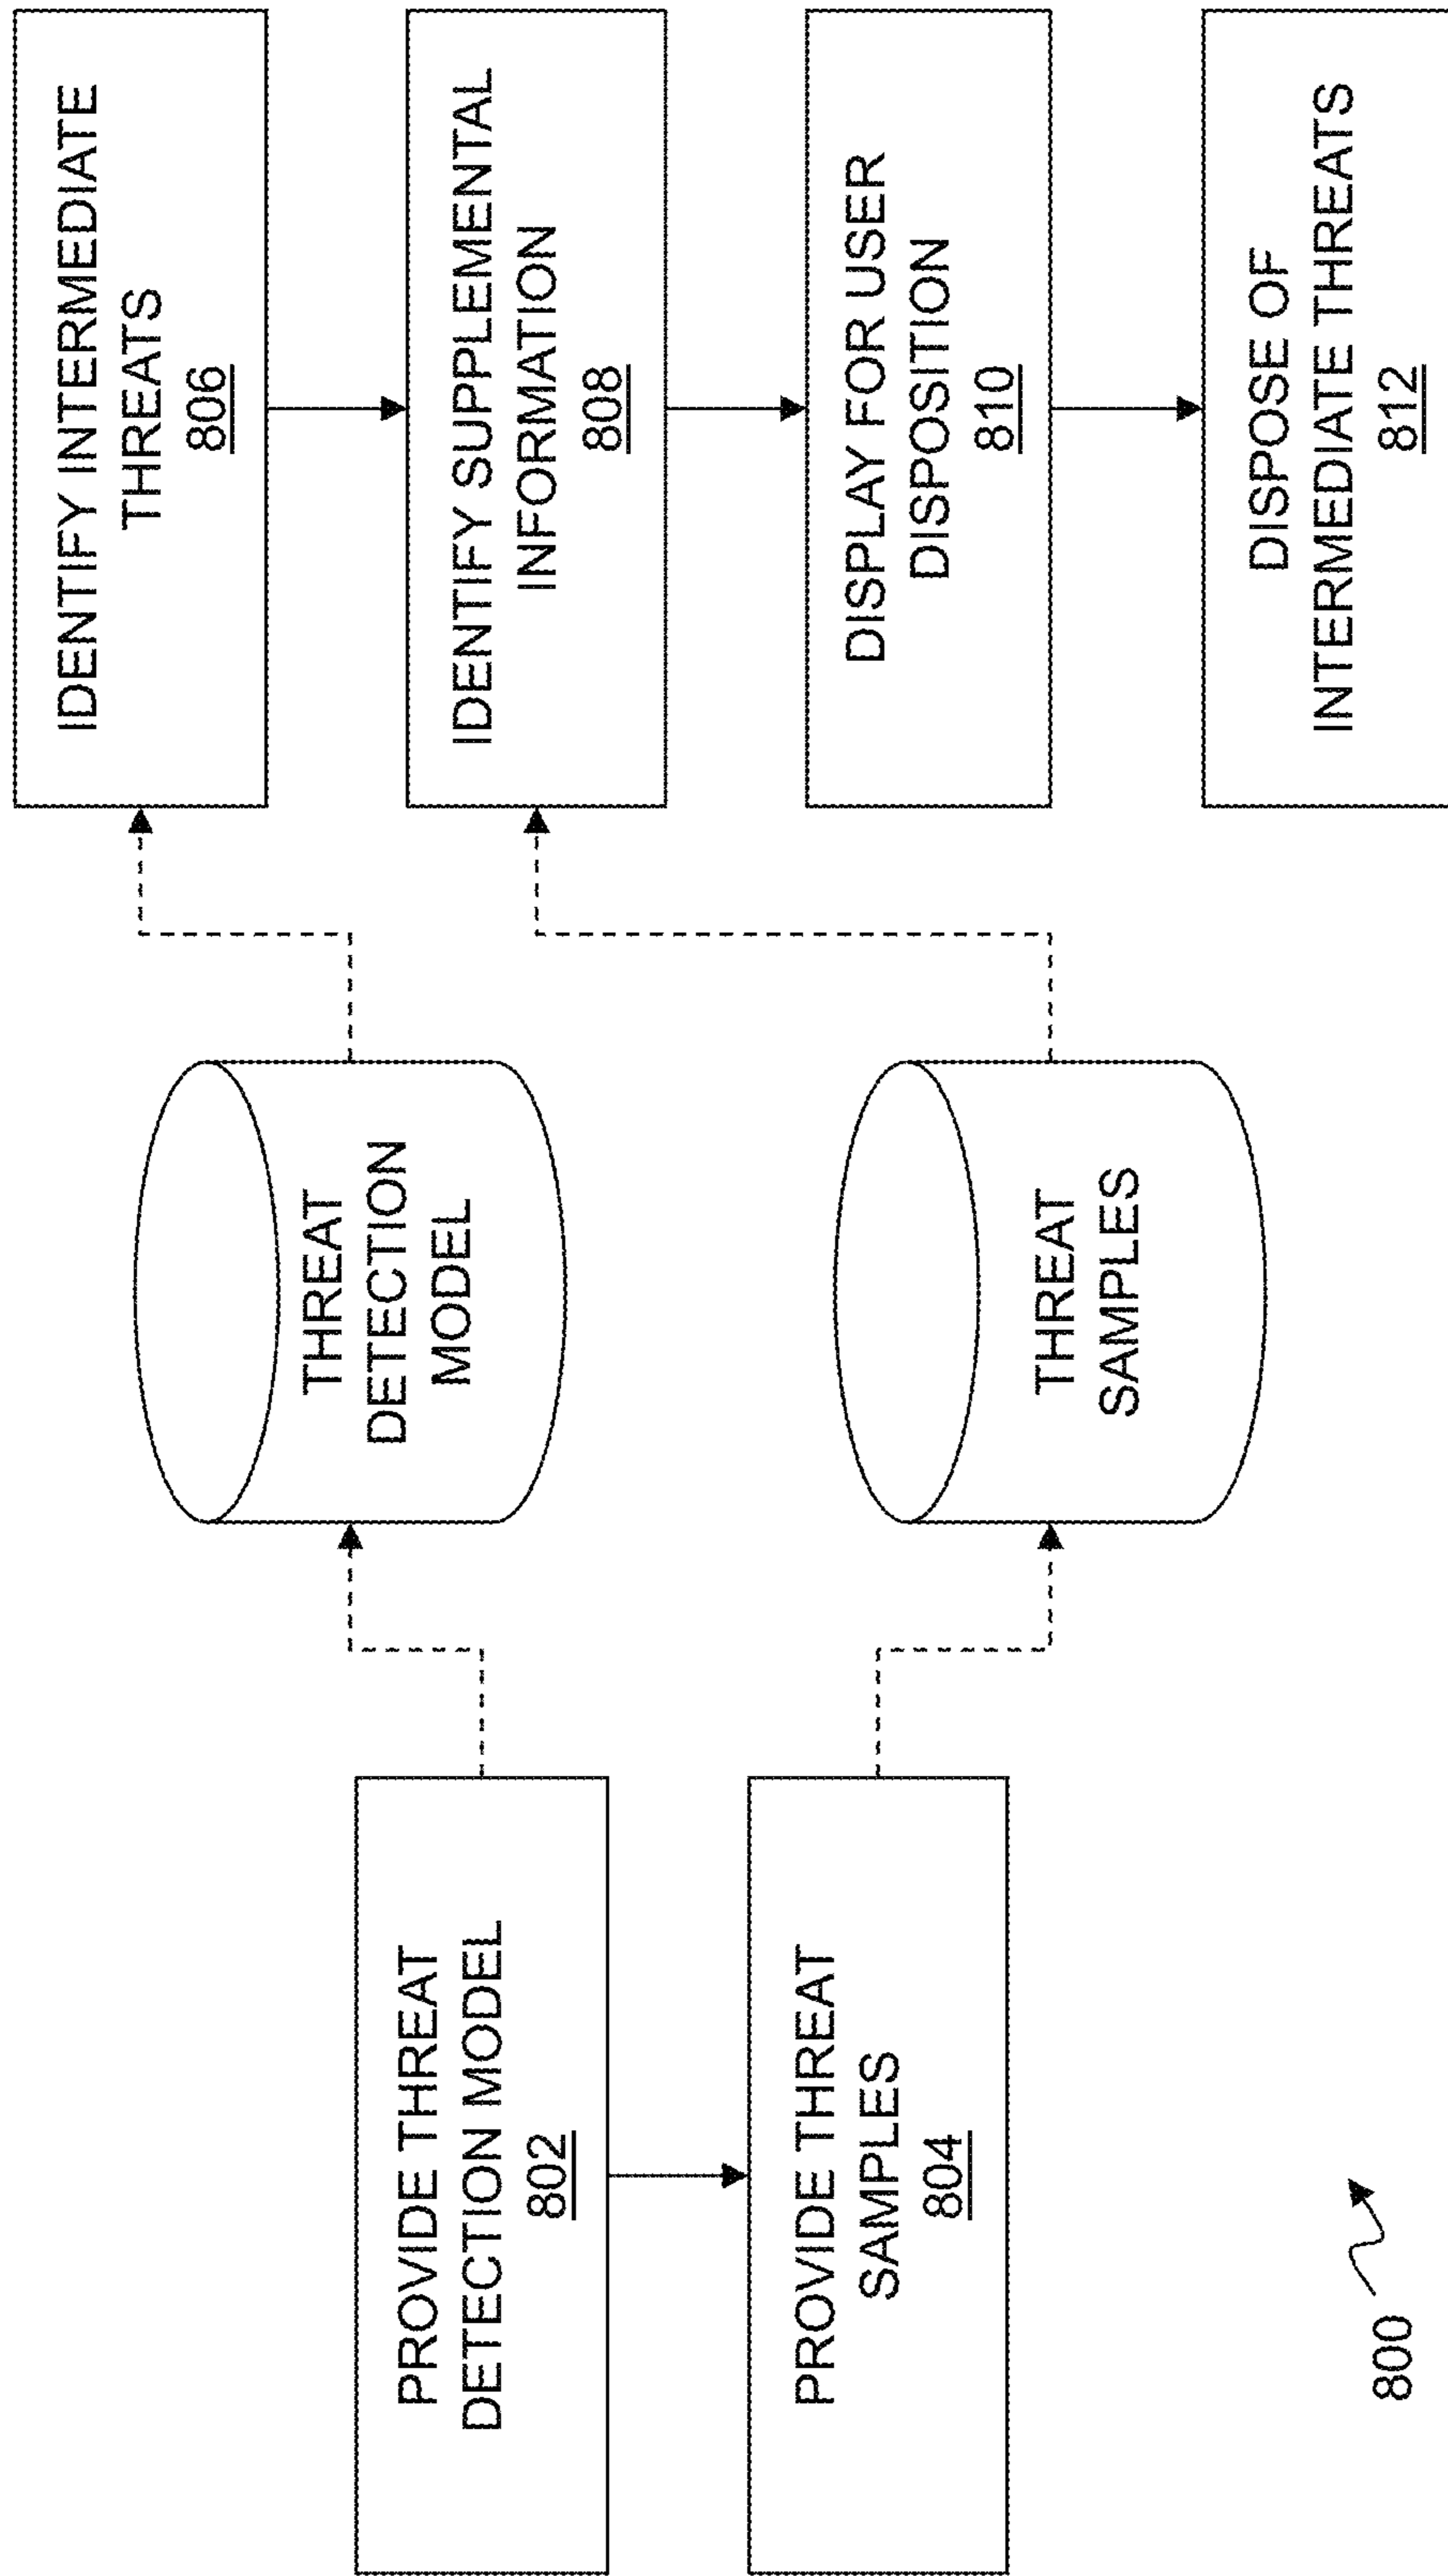 PROVIDE THREAT
DETECTION MODEL
802
PROVIDE THREAT
SAMPLES
804
THREAT
DETECTION
MODEL
THREAT
SAMPLES
IDENTIFY INTERMEDIATE
THREATS
806
IDENTIFY SUPPLEMENTAL
INFORMATION
808
DISPLAY FOR USER
DISPOSITION
810
DISPOSE OF
INTERMEDIATE THREATS
812
800